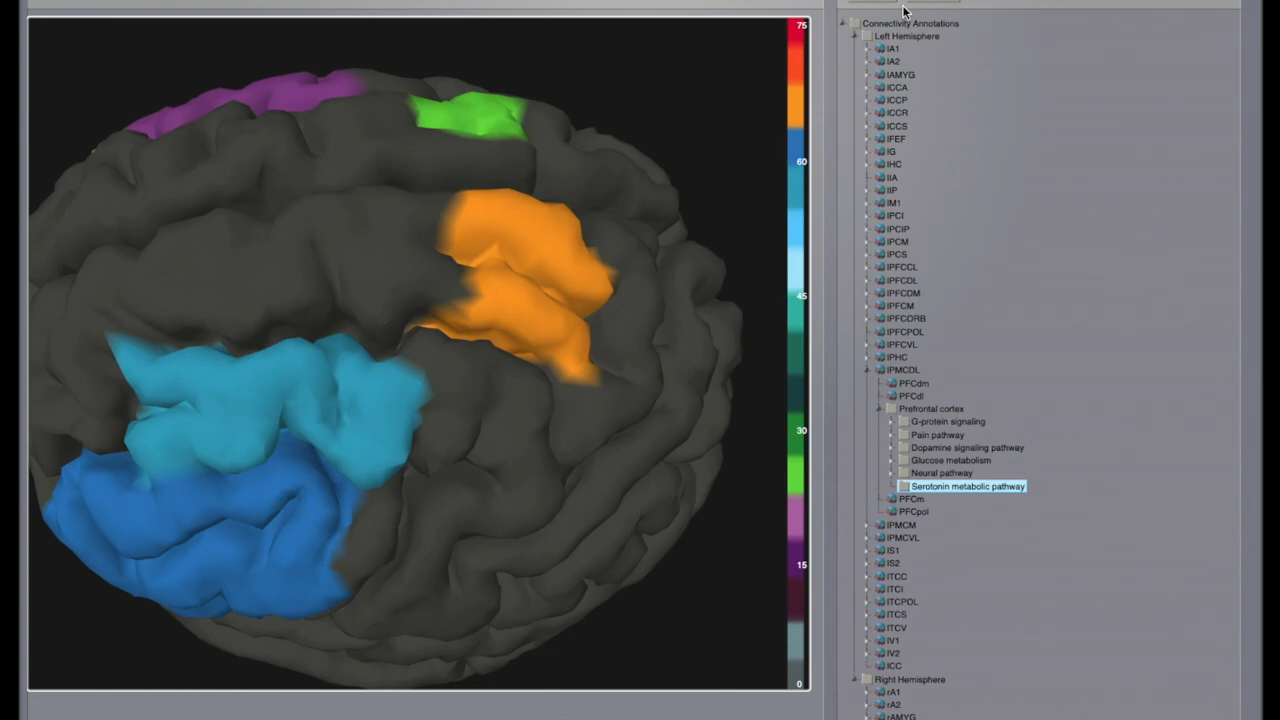 75
60
45
30
15
0
Connectivity Annotations
Left Hemisphere
lA1
lA2
lAMYG
lCCA
lCCP
lCCR
lCCS
lFEF
lG
lHC
lIA
lIP
lM1
lPCI
lPCIP
lPCM
lPCS
lPFCCL
lPFCDL
lPFCDM
lPFCM
lPFCORB
lPFCPOL
lPFCVL
lPHC
lPMCDL
PFCdm
PFCdl
Prefrontal cortex
G-protein signaling
Pain pathway
Dopamine signaling pathway
Glucose metabolism
Neural pathway
Serotonin metabolic pathway
PFCm
PFCpol
lPMCM
lPMCVL
lS1
lS2
lTCC
lTCI
lTCPOL
lTCS
lTCV
lV1
lV2
lCC
Right Hemisphere
rA1
rA2
rAMYG